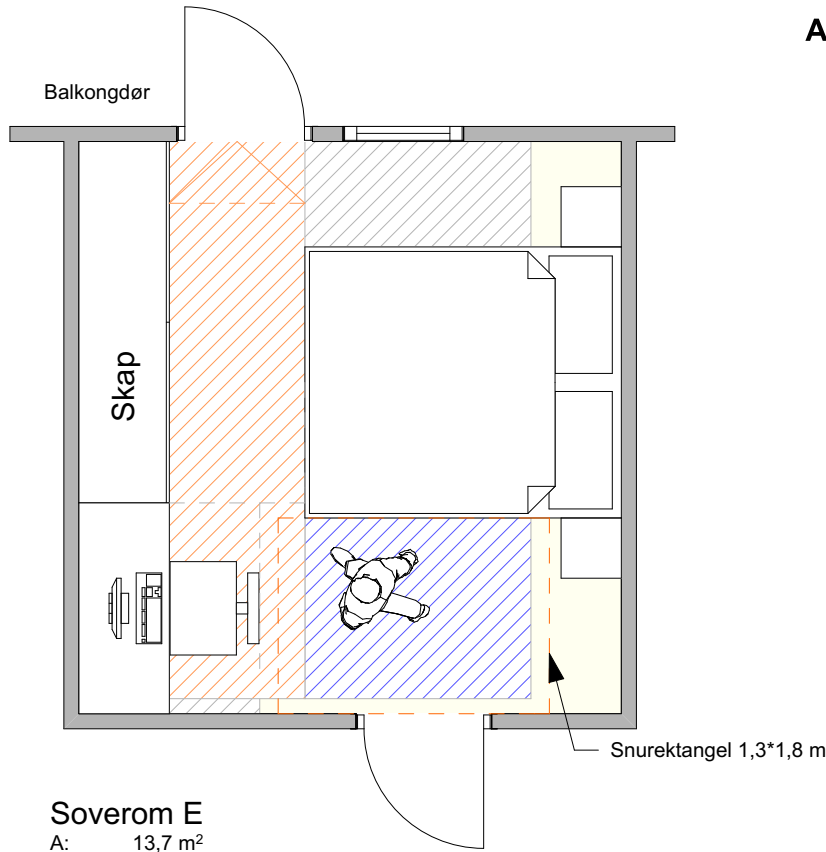 A
Balkongdør
Skap
Snurektangel 1,3*1,8 m
Soverom E
A: 13,7 m²